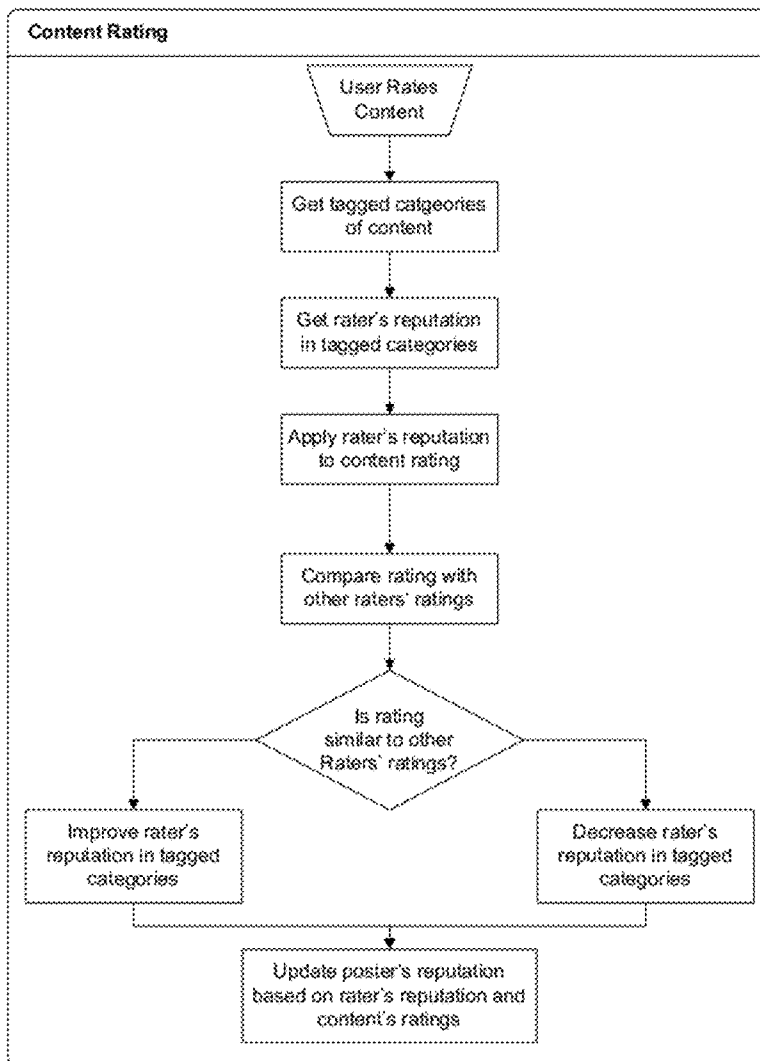 Content Rating
User Rates
Content
Get tagged catgeories
of content
Get rater's reputation
in tagged categories
Apply rater's reputation
to content rating
Compare rating with
other raters' ratings
Is rating
similar to other
Raters' ratings?
Improve rater's
reputation in tagged
categories
Decrease rater's
reputation in tagged
categories
Update poster's reputation
based on rater's reputation and
content's ratings